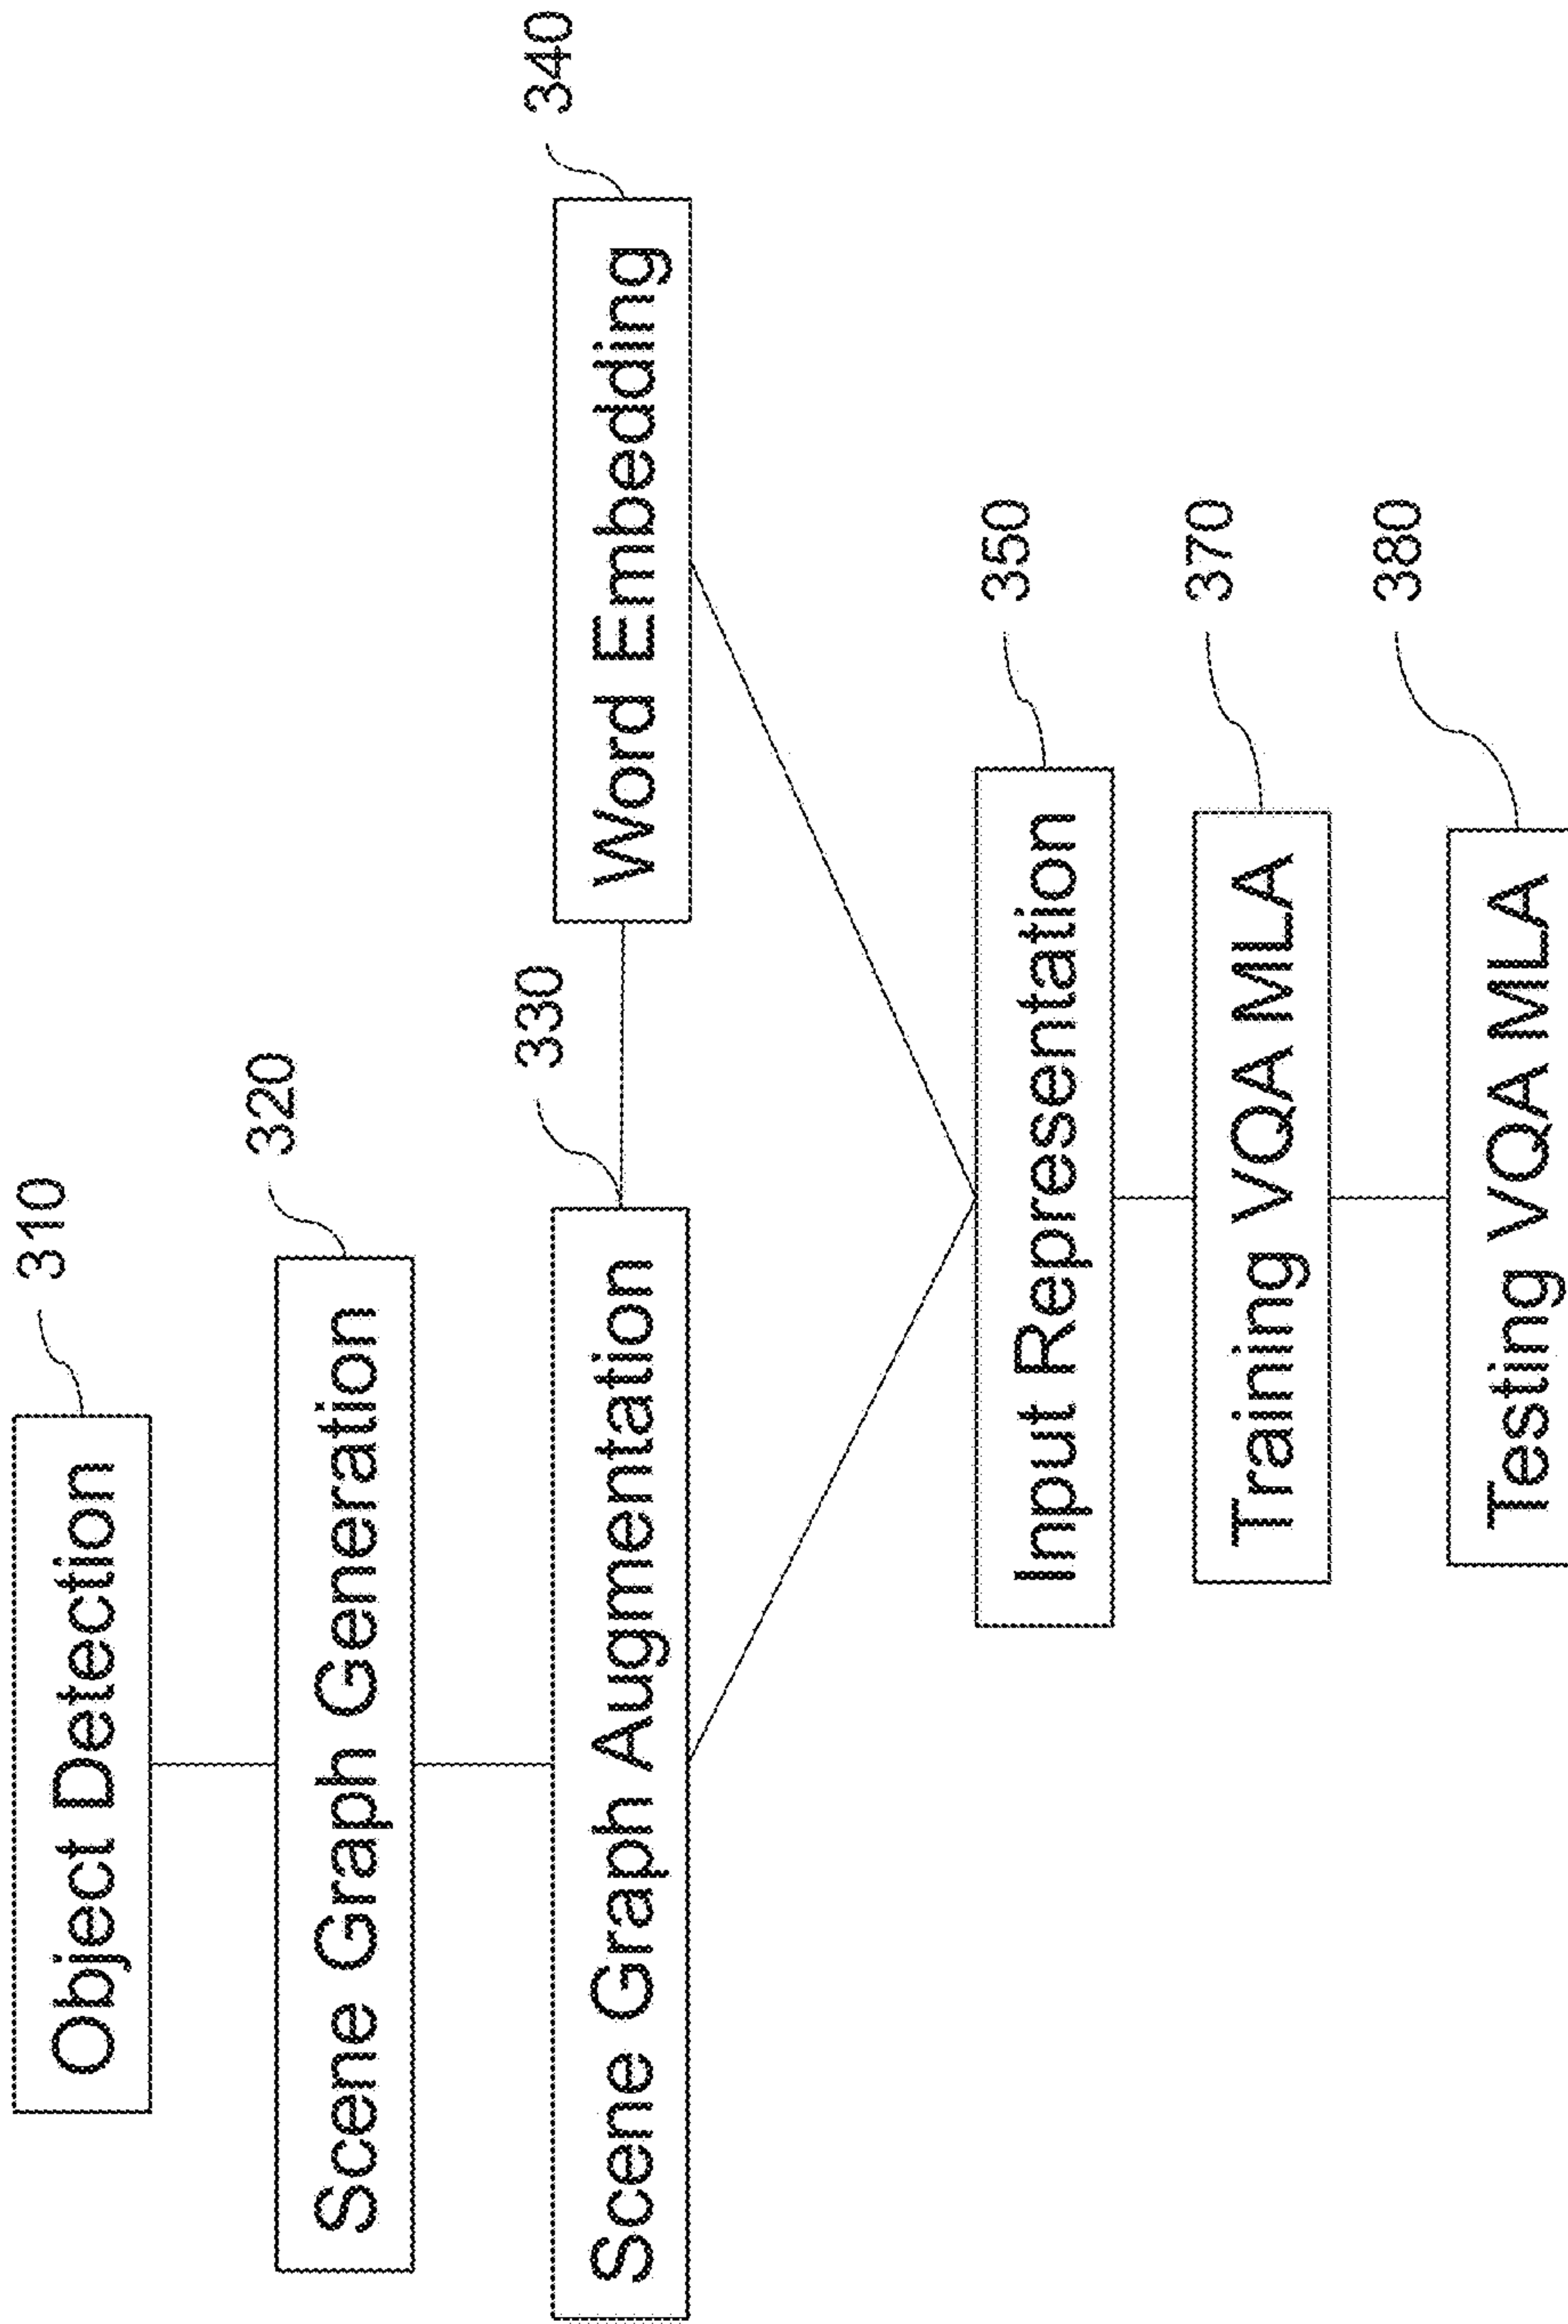 Object Detection
310
Scene Graph Generation
320
Scene Graph Augmentation
330
Word Embedding
340
Input Representation
350
Training VQA MLA
370
Testing VQA MLA
380